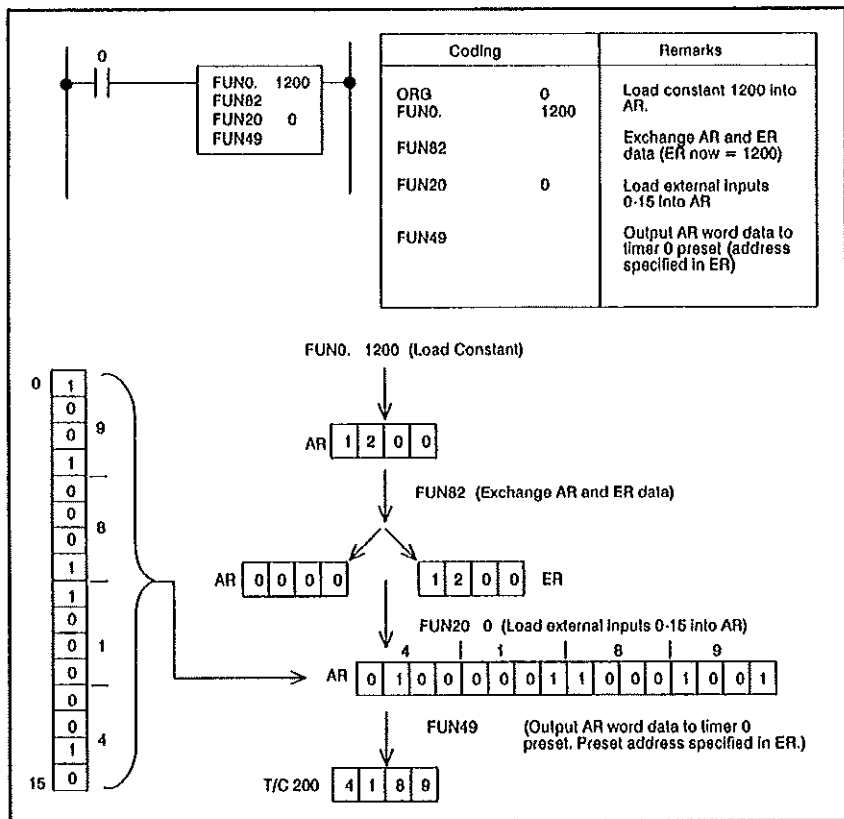 0
FUN0. 1200
FUN82
FUN20 0
FUN49
Coding Remarks
ORG 0 Load constant 1200 into
FUN0. 1200 AR.
FUN82 Exchange AR and ER
data (ER now = 1200)
FUN20 0 Load external inputs
0-15 into AR
FUN49 Output AR word data to
timer 0 preset (address
specified in ER)
FUN0. 1200 (Load Constant)
AR 1 2 0 0
FUN82 (Exchange AR and ER data)
AR 0 0 0 0 1 2 0 0 ER
FUN20 0 (Load external inputs 0-15 into AR)
4 1 8 9
AR 0 1 0 0 0 0 0 1 1 0 0 0 1 0 0 1
FUN49 (Output AR word data to timer 0
preset. Preset address specified in ER.)
T/C 200 4 1 8 9
0 1
0
0 9
1
0
0 8
0
1
1
0
0 1
0
0
0 4
1
15 0